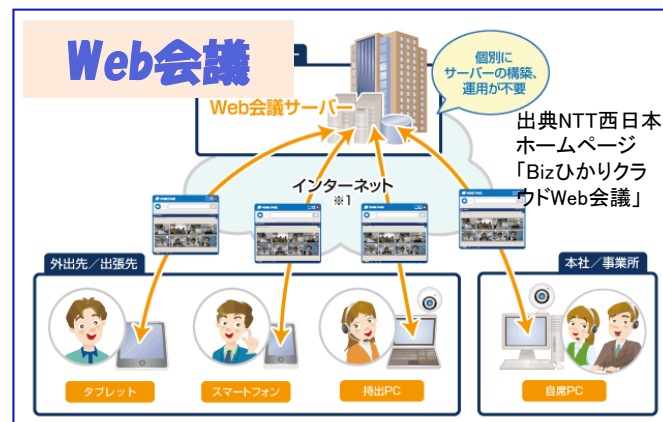 Web会議
個別に
サーバーの構築、
運用が不要
Web会議サーバー
出典NTT西日本
ホームページ
「Bizひかりクラ
ウドWeb会議」
インターネット
※1
外出先／出張先
本社／事業所
タブレット
スマートフォン
持出PC
自席PC